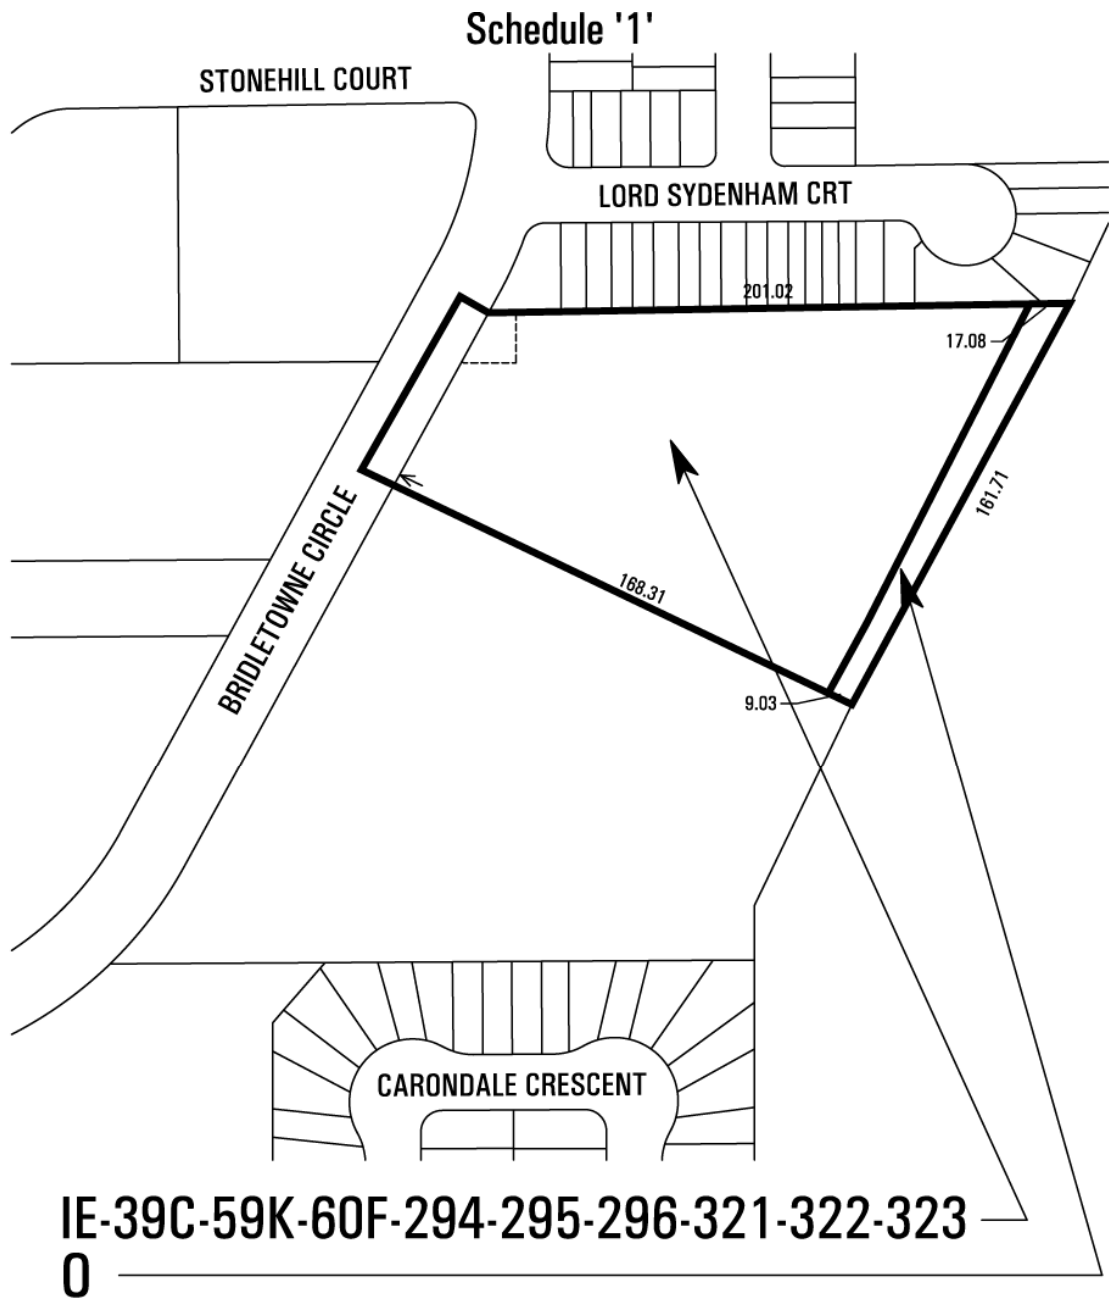 Schedule '1'
STONEHILL COURT
LORD SYDENHAM CRT
201.02
17.08
161.71
BRIDLETOWNE CIRCLE
168.31
9.03
CARONDALE CRESCENT
IE-39C-59K-60F-294-295-296-321-322-323
O